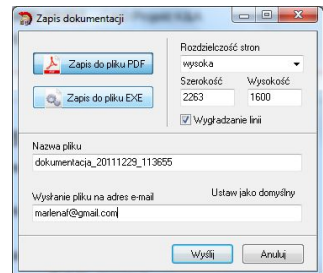 Zapis dokumentacji
Zapis do pliku PDF
Zapis do pliku EXE
Rozdzielczość stron
wysoka
Szerokość Wysokość
2263 1600
Wygładzanie linii
Nazwa pliku
dokumentacja_20111229_113655
Wysłanie pliku na adres e-mail Ustaw jako domyślny
marlenaf@gmail.com
Wyślij Anuluj